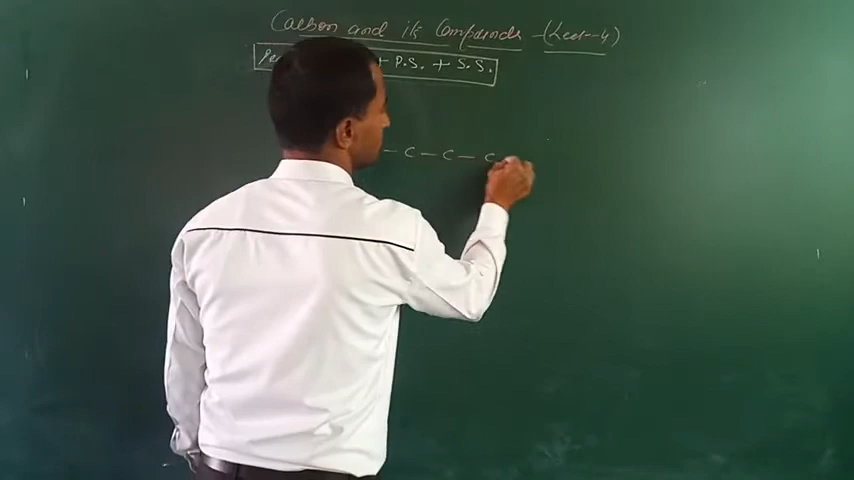 Carbon and its Compounds - (Lect-4)
+ P.S. + S.S.
- C - C - C